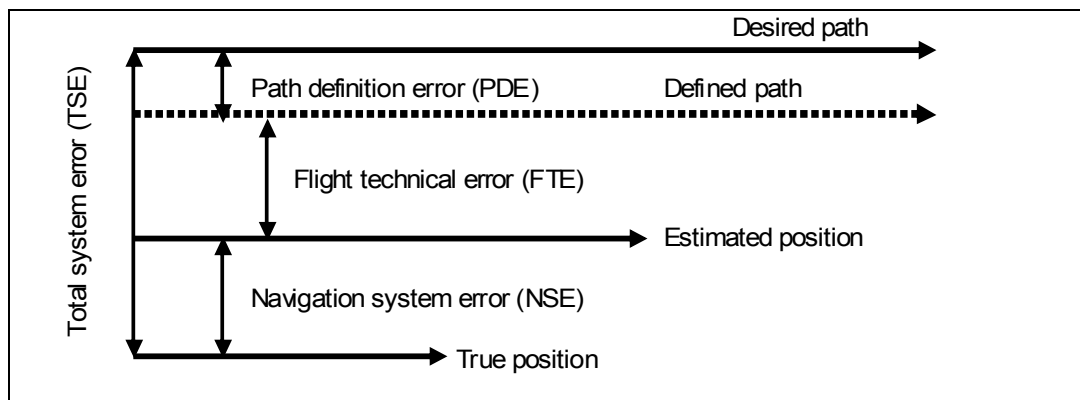 Desired path
Path definition error (PDE)
Defined path
Total system error (TSE)
Flight technical error (FTE)
Estimated position
Navigation system error (NSE)
True position